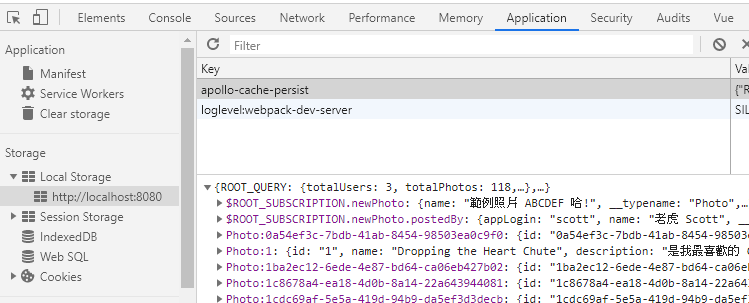 Elements Console Sources Network Performance Memory Application Security Audits Vue
Application
Manifest
Service Workers
Clear storage
Storage
Local Storage
http://localhost:8080
Session Storage
IndexedDB
Web SQL
Cookies
Filter
Key
apollo-cache-persist {"R
loglevel:webpack-dev-server SIL
{ROOT_QUERY: {totalUsers: 3, totalPhotos: 118,…},…}
$ROOT_SUBSCRIPTION.newPhoto: {name: "範例照片 ABCDEF 哈!", __typename: "Photo",…
$ROOT_SUBSCRIPTION.newPhoto.postedBy: {appLogin: "scott", name: "老虎 Scott", __
Photo:0a54ef3c-7bdb-41ab-8454-98503ea0c9f0: {id: "0a54ef3c-7bdb-41ab-8454-98503e
Photo:1: {id: "1", name: "Dropping the Heart Chute", description: "是我最喜歡的
Photo:1ba2ec12-6ede-4e87-bd64-ca06eb427b02: {id: "1ba2ec12-6ede-4e87-bd64-ca06eb
Photo:1c8678a4-ea18-4d0b-8a14-22a643944081: {id: "1c8678a4-ea18-4d0b-8a14-22a643
Photo:1cdc69af-5e5a-419d-94b9-da5ef3d3decb: {id: "1cdc69af-5e5a-419d-94b9-da5ef3